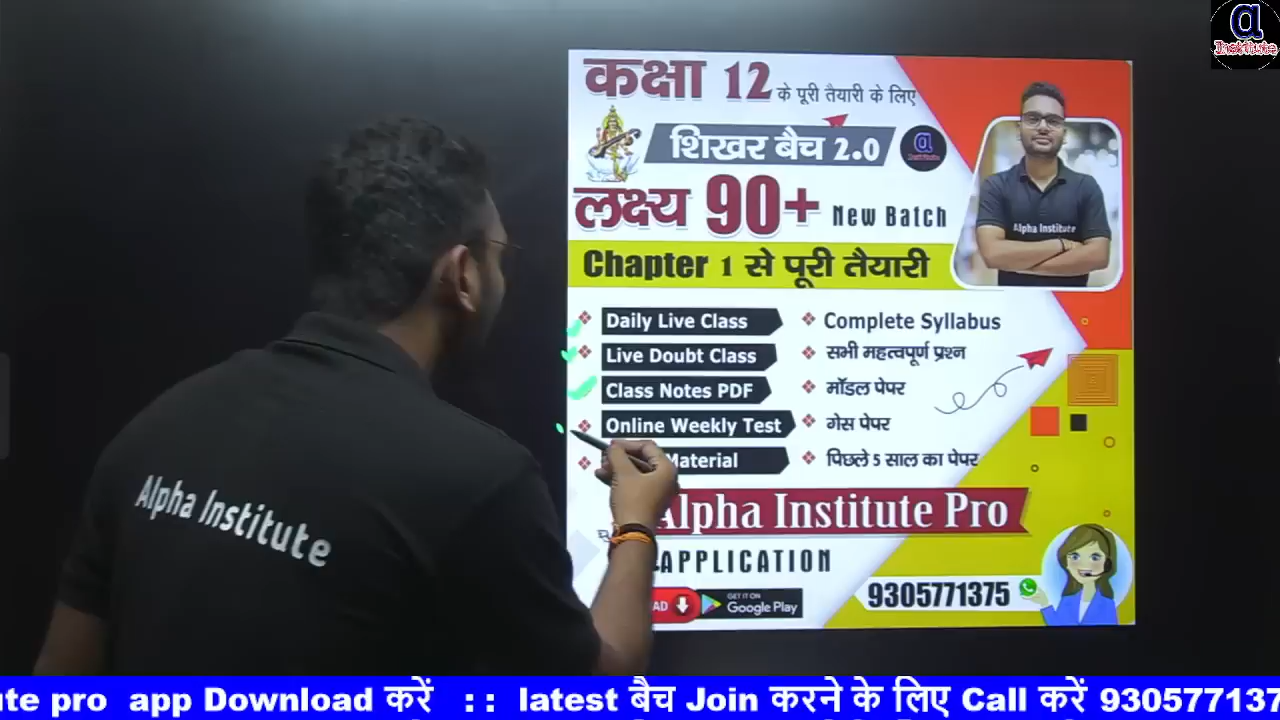 α
Institute
कक्षा 12 के पूरी तैयारी के लिए
शिखर बैच 2.0
लक्ष्य 90+ New Batch
Alpha Institute
Chapter 1 से पूरी तैयारी
Daily Live Class
Live Doubt Class
Class Notes PDF
Online Weekly Test
Material
Complete Syllabus
सभी महत्वपूर्ण प्रश्न
मॉडल पेपर
गेस पेपर
पिछले 5 साल का पेपर
Alpha Institute Pro
APPLICATION
GET IT ON
Google Play
9305771375
Alpha Institute
pro app Download करें : : latest बैच Join करने के लिए Call करें